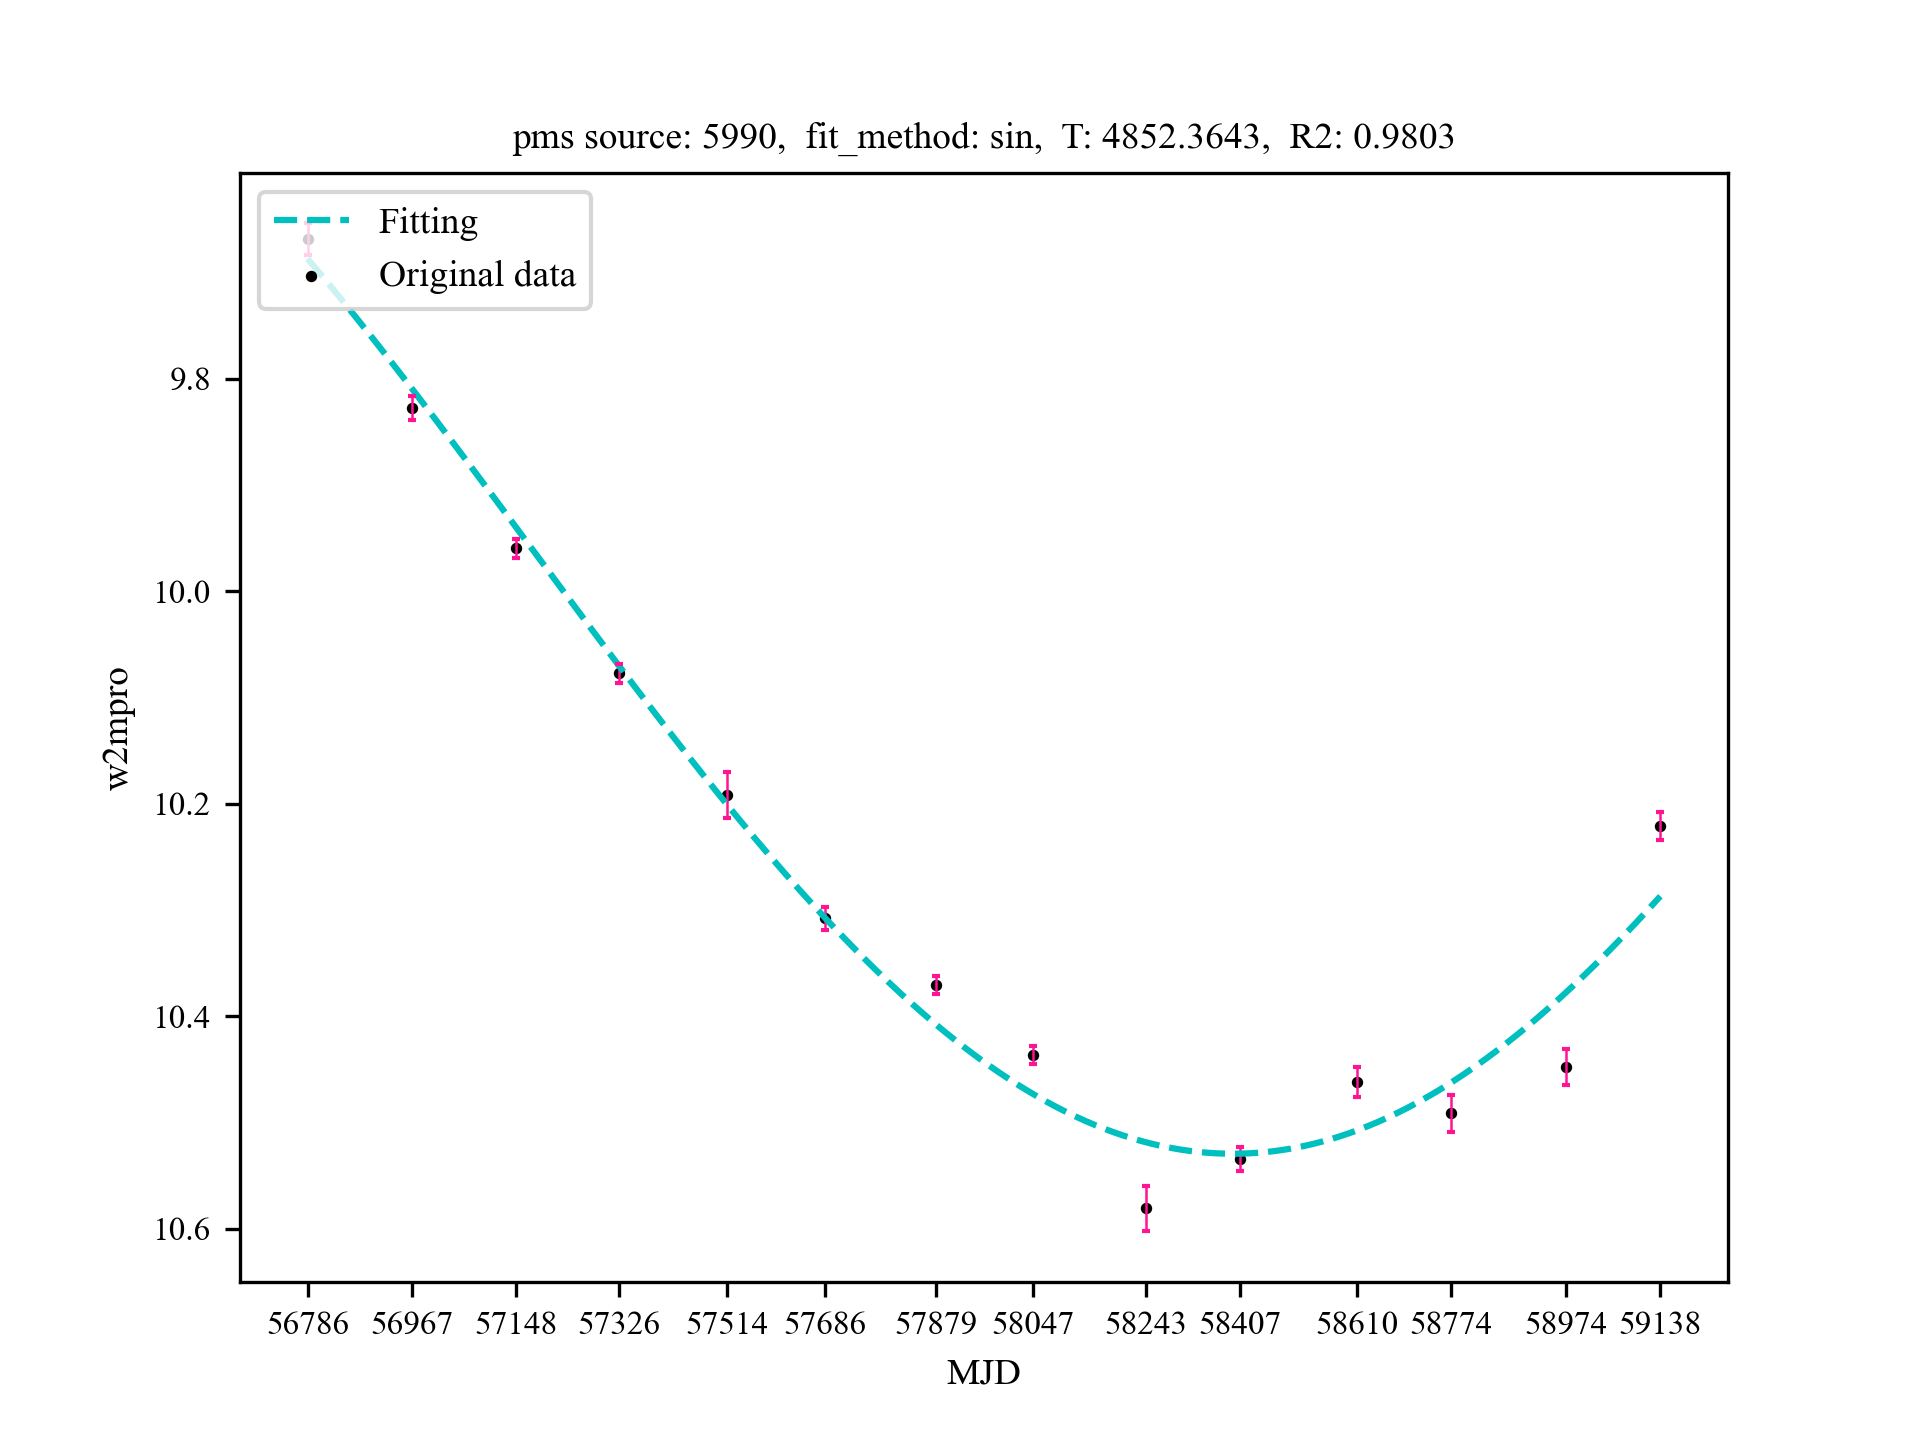 pms source: 5990,  fit_method: sin,  T: 4852.3643,  R2: 0.9803
Fitting
Original data
9.8
10.0
10.2
10.4
10.6
w2mpro
56786 56967 57148 57326 57514 57686 57879 58047 58243 58407 58610 58774 58974 59138
MJD